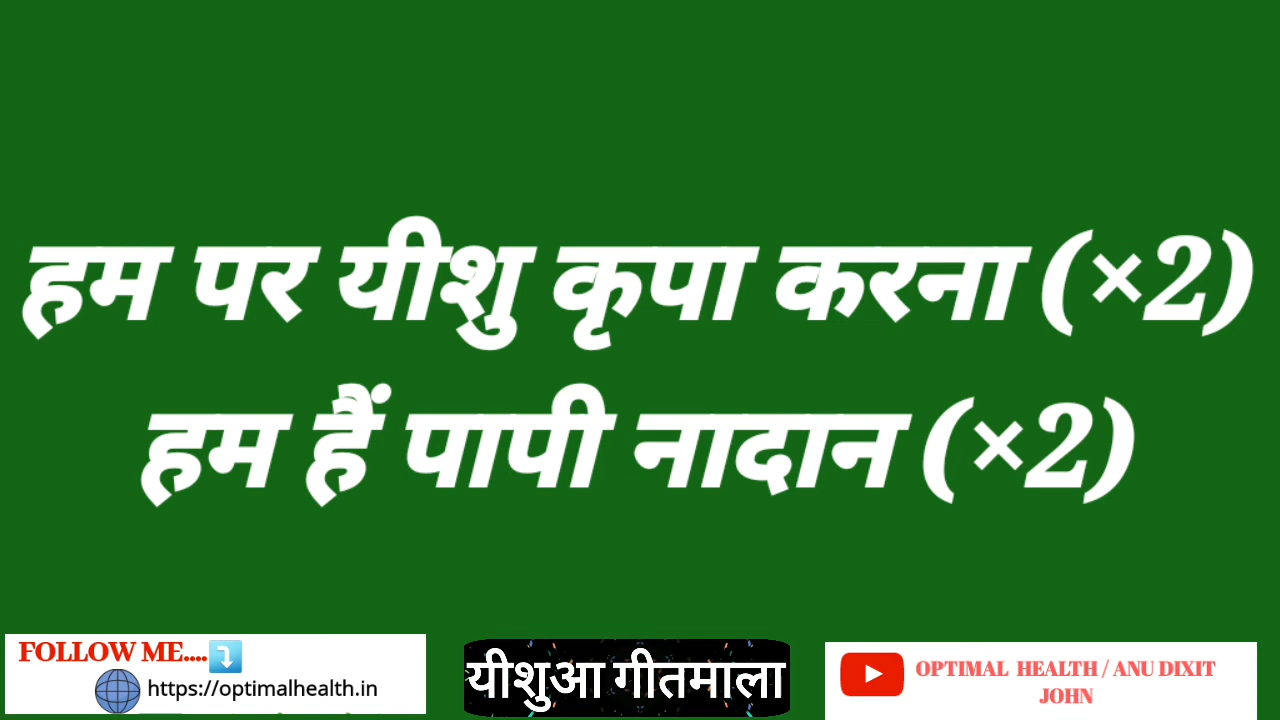 हम पर यीशु कृपा करना (×2)
हम हैं पापी नादान (×2)
FOLLOW ME....
https://optimalhealth.in
यीशुआ गीतमाला
OPTIMAL HEALTH / ANU DIXIT
JOHN